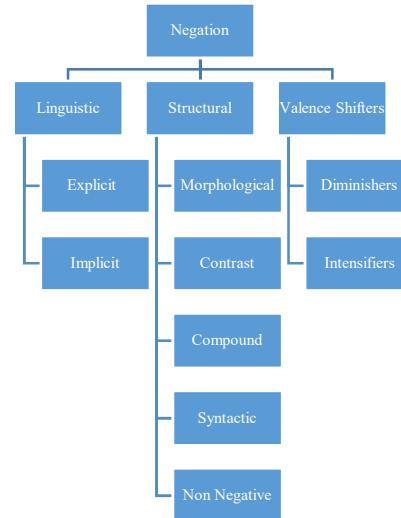 Negation
Linguistic
Structural
Valence Shifters
Explicit
Morphological
Diminishers
Implicit
Contrast
Intensifiers
Compound
Syntactic
Non Negative